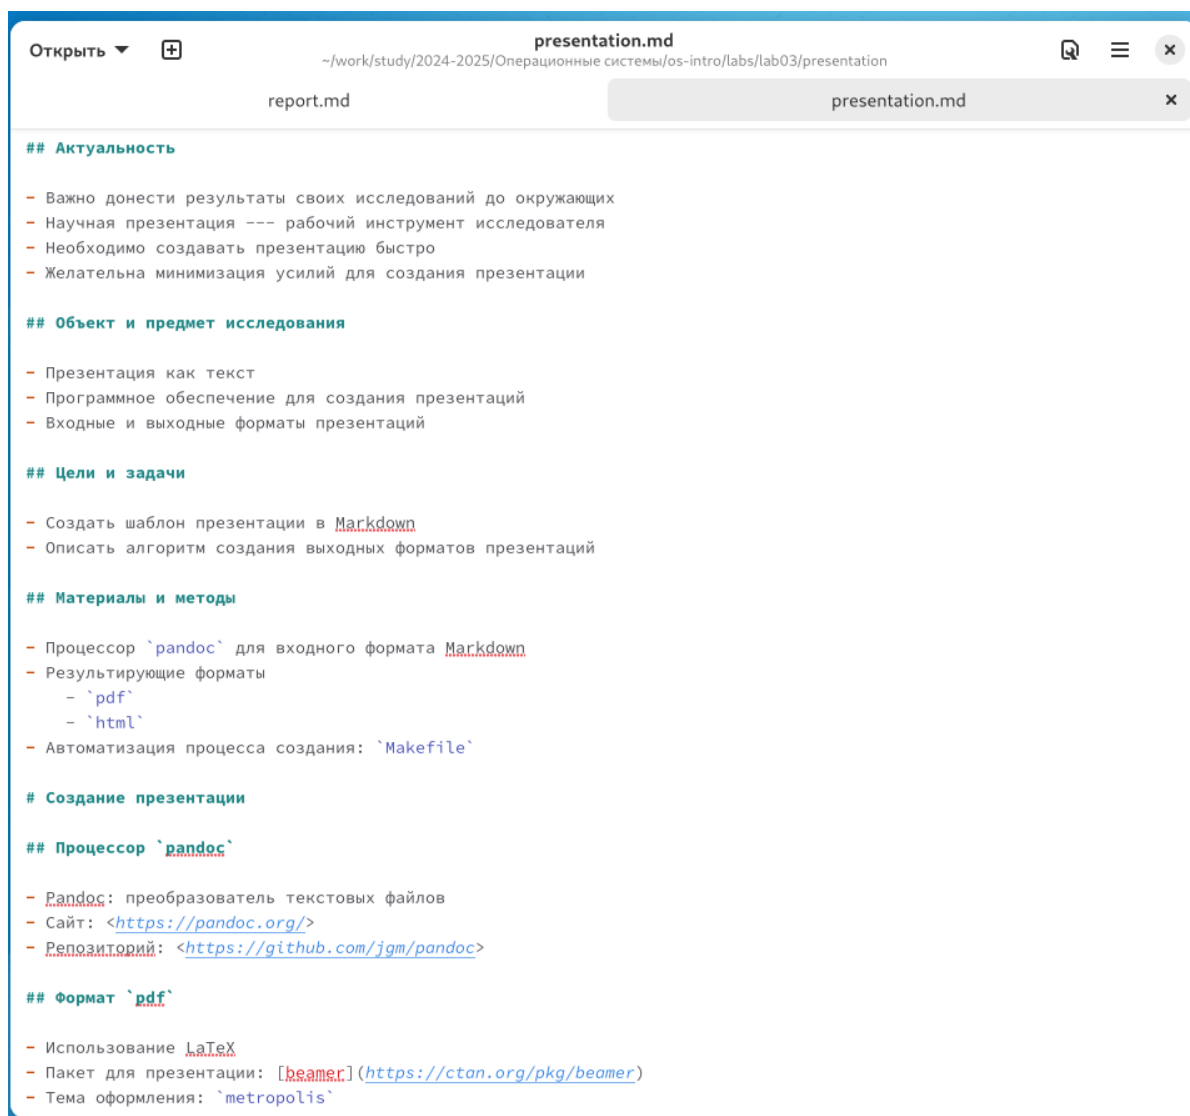 Открыть
presentation.md
~/work/study/2024-2025/Операционные системы/os-intro/labs/lab03/presentation
report.md
presentation.md
## Актуальность
- Важно донести результаты своих исследований до окружающих
- Научная презентация --- рабочий инструмент исследователя
- Необходимо создавать презентацию быстро
- Желательна минимизация усилий для создания презентации
## Объект и предмет исследования
- Презентация как текст
- Программное обеспечение для создания презентаций
- Входные и выходные форматы презентаций
## Цели и задачи
- Создать шаблон презентации в Markdown
- Описать алгоритм создания выходных форматов презентаций
## Материалы и методы
- Процессор `pandoc` для входного формата Markdown
- Результирующие форматы
    - `pdf`
    - `html`
- Автоматизация процесса создания: `Makefile`
# Создание презентации
## Процессор `pandoc`
- Pandoc: преобразователь текстовых файлов
- Сайт: <https://pandoc.org/>
- Репозиторий: <https://github.com/jgm/pandoc>
## Формат `pdf`
- Использование LaTeX
- Пакет для презентации: [beamer](https://ctan.org/pkg/beamer)
- Тема оформления: `metropolis`